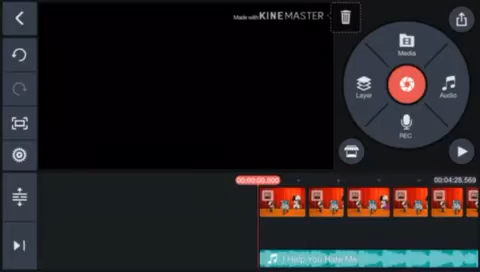 Made with KINEMASTER
Media
Layer
Audio
REC
00:00:00.000
00:04:28.569
I Help You Hate Me